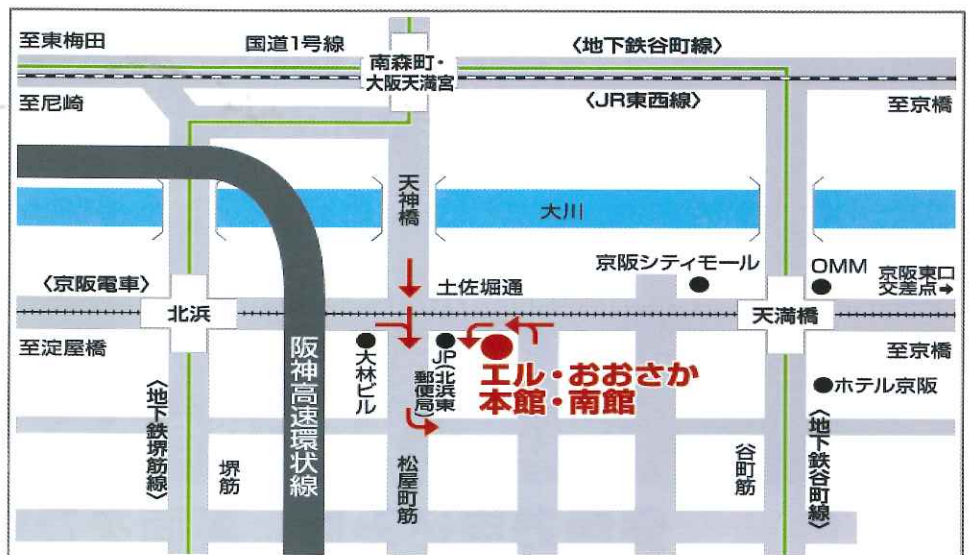 至東梅田
国道1号線
〈地下鉄谷町線〉
南森町・
大阪天満宮
至尼崎
〈JR東西線〉
至京橋
天神橋
大川
京阪シティモール
OMM
京阪東口
交差点➡
〈京阪電車〉
土佐堀通
北浜
天満橋
至淀屋橋
阪神高速環状線
大林ビル
JP(北浜東
郵便局)
エル・おおさか
本館・南館
至京橋
ホテル京阪
〈地下鉄堺筋線〉
堺筋
松屋町筋
谷町筋
〈地下鉄谷町線〉